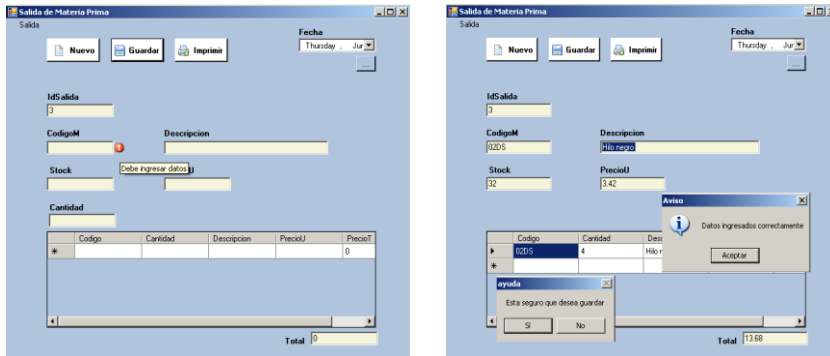 Salida de Materia Prima
Salida
Nuevo Guardar Imprimir
Fecha
Thursday , Jur
...
IdSalida
3
CodigoM Descripcion
Debe ingresar datos
Stock
Cantidad
Codigo Cantidad Descripcion PrecioU PrecioT
* 0
Total 0
Salida de Materia Prima
Salida
Nuevo Guardar Imprimir
Fecha
Thursday , Jur
...
IdSalida
3
CodigoM Descripcion
02DS Hilo negro
Stock PrecioU
32 3.42
Aviso
Datos ingresados correctamente
Aceptar
Codigo Cantidad
02DS 4
*
ayuda
Esta seguro que desea guardar
Sí No
Total 13.68